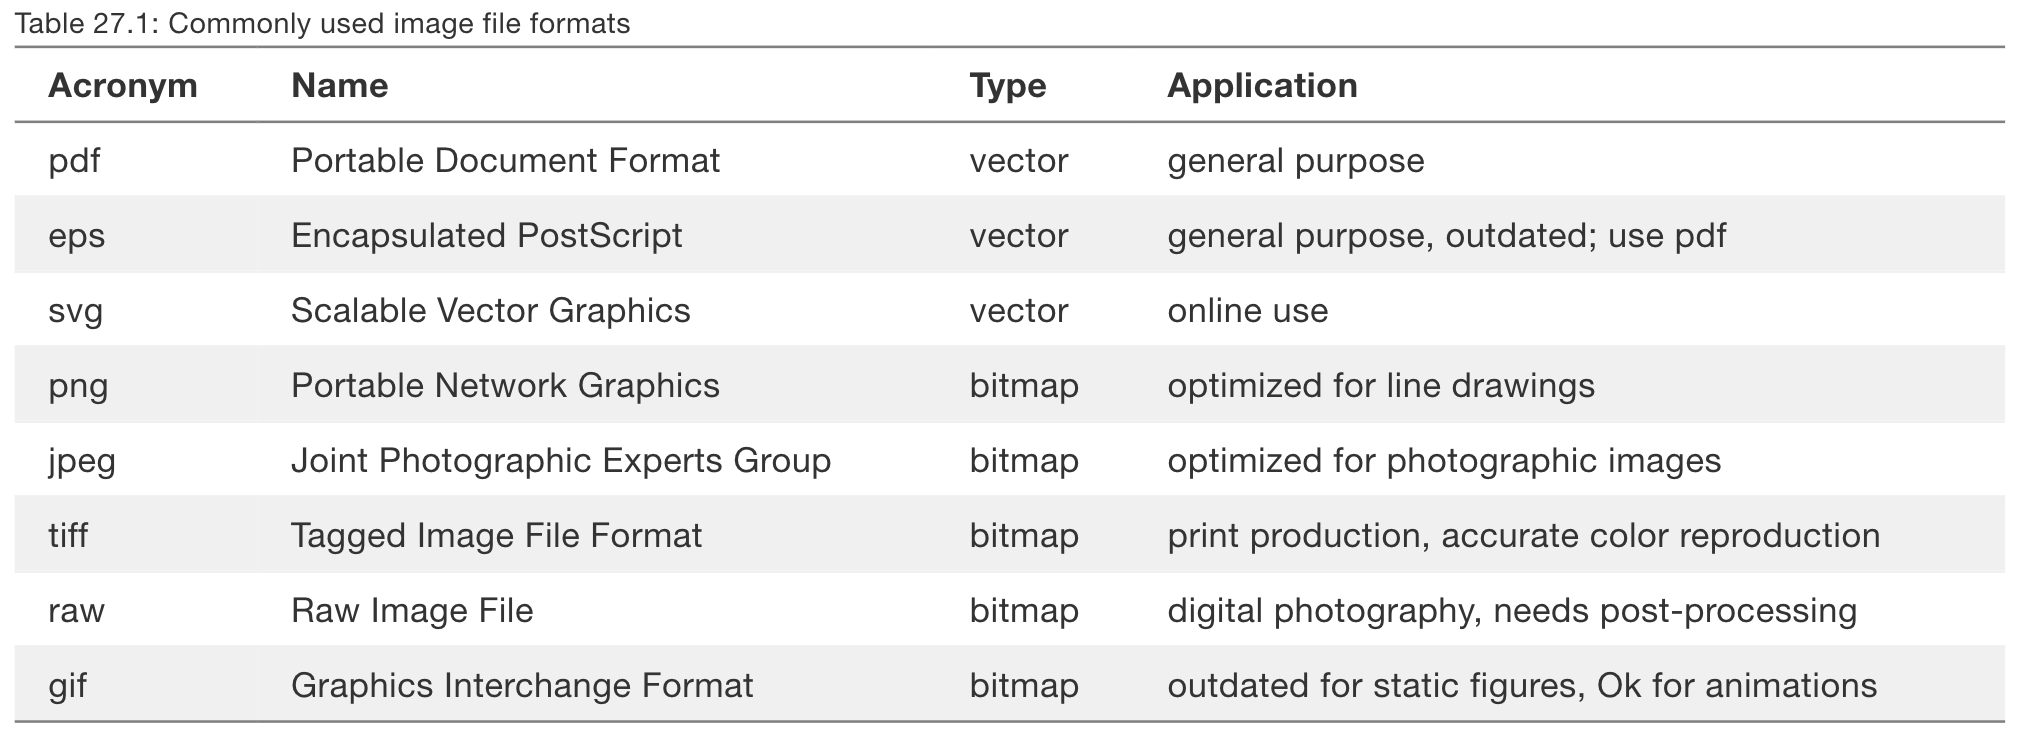 Table 27.1: Commonly used image file formats
Acronym Name Type Application
pdf Portable Document Format vector general purpose
eps Encapsulated PostScript vector general purpose, outdated; use pdf
svg Scalable Vector Graphics vector online use
png Portable Network Graphics bitmap optimized for line drawings
jpeg Joint Photographic Experts Group bitmap optimized for photographic images
tiff Tagged Image File Format bitmap print production, accurate color reproduction
raw Raw Image File bitmap digital photography, needs post-processing
gif Graphics Interchange Format bitmap outdated for static figures, Ok for animations